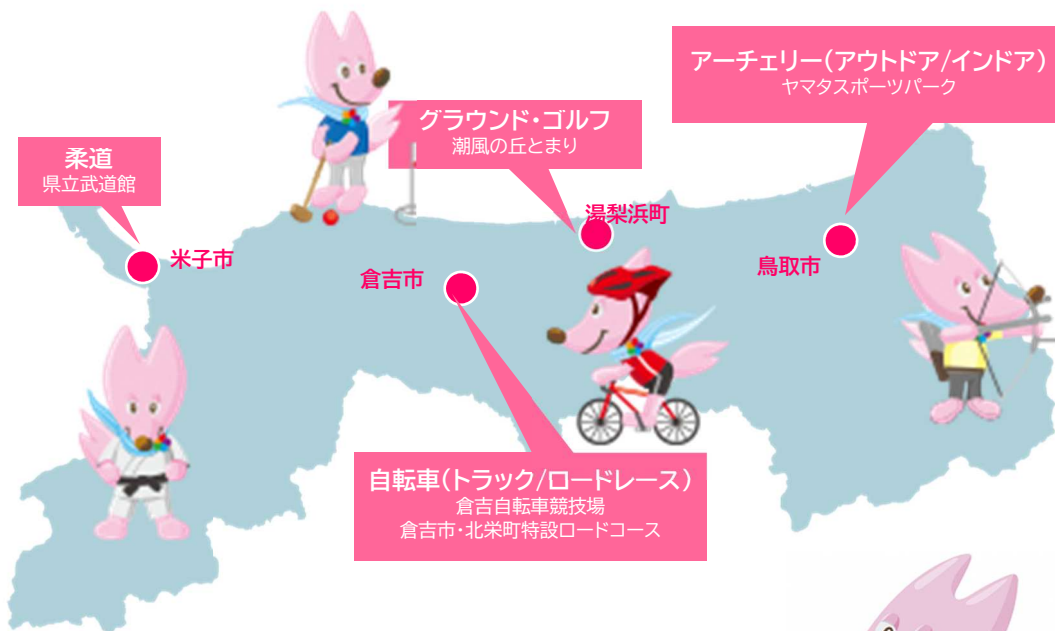 アーチェリー(アウトドア/インドア)
ヤマタスポーツパーク
グラウンド・ゴルフ
潮風の丘とまり
柔道
県立武道館
湯梨浜町
米子市
倉吉市
鳥取市
自転車(トラック/ロードレース)
倉吉自転車競技場
倉吉市・北栄町特設ロードコース